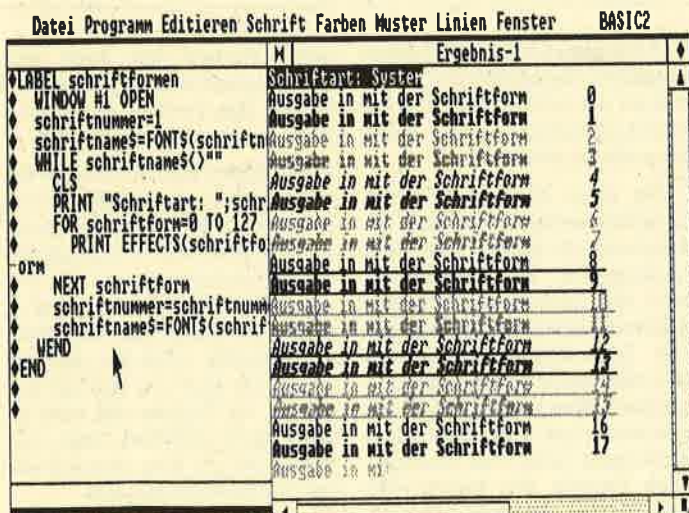 Datei Programm Editieren Schrift Farben Muster Linien Fenster BASIC2
Ergebnis-1
LABEL schriftformen
WINDOW #1 OPEN
schriftnummer=1
schriftname$=FONT$(schriftn
WHILE schriftname$<>""
CLS
PRINT "Schriftart: ";schr
FOR schriftform=0 TO 127
PRINT EFFECTS(schriftfo
orm
NEXT schriftform
schriftnummer=schriftnumm
schriftname$=FONT$(schrif
WEND
END
Schriftart: System
Ausgabe in mit der Schriftform 0
Ausgabe in mit der Schriftform 1
Ausgabe in mit der Schriftform 2
Ausgabe in mit der Schriftform 3
Ausgabe in mit der Schriftform 4
Ausgabe in mit der Schriftform 5
Ausgabe in mit der Schriftform 6
Ausgabe in mit der Schriftform 7
Ausgabe in mit der Schriftform 8
Ausgabe in mit der Schriftform 9
Ausgabe in mit der Schriftform 10
Ausgabe in mit der Schriftform 11
Ausgabe in mit der Schriftform 12
Ausgabe in mit der Schriftform 13
Ausgabe in mit der Schriftform 14
Ausgabe in mit der Schriftform 15
Ausgabe in mit der Schriftform 16
Ausgabe in mit der Schriftform 17
Ausgabe in mi